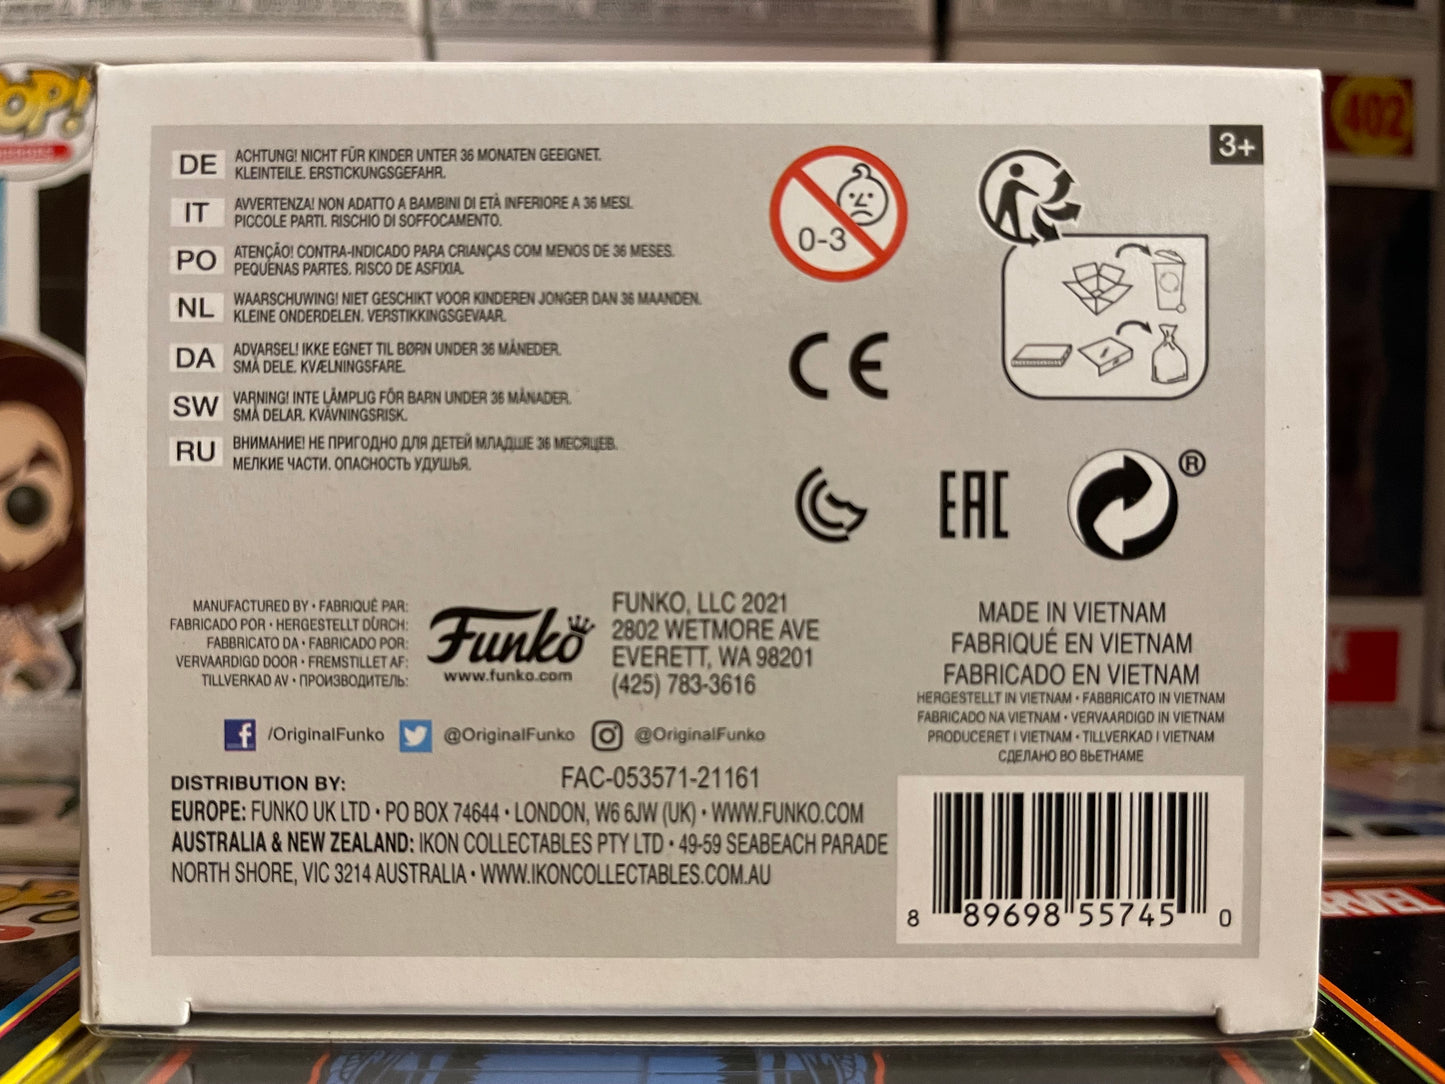 POP!
402
3+
DE
ACHTUNG! NICHT FÜR KINDER UNTER 36 MONATEN GEEIGNET.
KLEINTEILE. ERSTICKUNGSGEFAHR.
IT
AVVERTENZA! NON ADATTO A BAMBINI DI ETÀ INFERIORE A 36 MESI.
PICCOLE PARTI. RISCHIO DI SOFFOCAMENTO.
PO
ATENÇÃO! CONTRA-INDICADO PARA CRIANÇAS COM MENOS DE 36 MESES.
PEQUENAS PARTES. RISCO DE ASFIXIA.
NL
WAARSCHUWING! NIET GESCHIKT VOOR KINDEREN JONGER DAN 36 MAANDEN.
KLEINE ONDERDELEN. VERSTIKKINGSGEVAAR.
DA
ADVARSEL! IKKE EGNET TIL BØRN UNDER 36 MÅNEDER.
SMÅ DELE. KVÆLNINGSFARE.
SW
VARNING! INTE LÄMPLIG FÖR BARN UNDER 36 MÅNADER.
SMÅ DELAR. KVÄVNINGSRISK.
RU
ВНИМАНИЕ! НЕ ПРИГОДНО ДЛЯ ДЕТЕЙ МЛАДШЕ 36 МЕСЯЦЕВ.
МЕЛКИЕ ЧАСТИ. ОПАСНОСТЬ УДУШЬЯ.
0-3
CE
EAC
®
MANUFACTURED BY • FABRIQUÉ PAR:
FABRICADO POR • HERGESTELLT DÜRCH:
FABBRICATO DA • FABRICADO POR:
VERVAARDIGD DOOR • FREMSTILLET AF:
TILLVERKAD AV • ПРОИЗВОДИТЕЛЬ:
Funko
www.funko.com
FUNKO, LLC 2021
2802 WETMORE AVE
EVERETT, WA 98201
(425) 783-3616
MADE IN VIETNAM
FABRIQUÉ EN VIETNAM
FABRICADO EN VIETNAM
HERGESTELLT IN VIETNAM • FABBRICATO IN VIETNAM
FABRICADO NA VIETNAM • VERVAARDIGD IN VIETNAM
PRODUCERET I VIETNAM • TILLVERKAD I VIETNAM
СДЕЛАНО ВО ВЬЕТНАМЕ
f /OriginalFunko @OriginalFunko @OriginalFunko
FAC-053571-21161
DISTRIBUTION BY:
EUROPE: FUNKO UK LTD • PO BOX 74644 • LONDON, W6 6JW (UK) • WWW.FUNKO.COM
AUSTRALIA & NEW ZEALAND: IKON COLLECTABLES PTY LTD • 49-59 SEABEACH PARADE
NORTH SHORE, VIC 3214 AUSTRALIA • WWW.IKONCOLLECTABLES.COM.AU
8 89698 55745 0